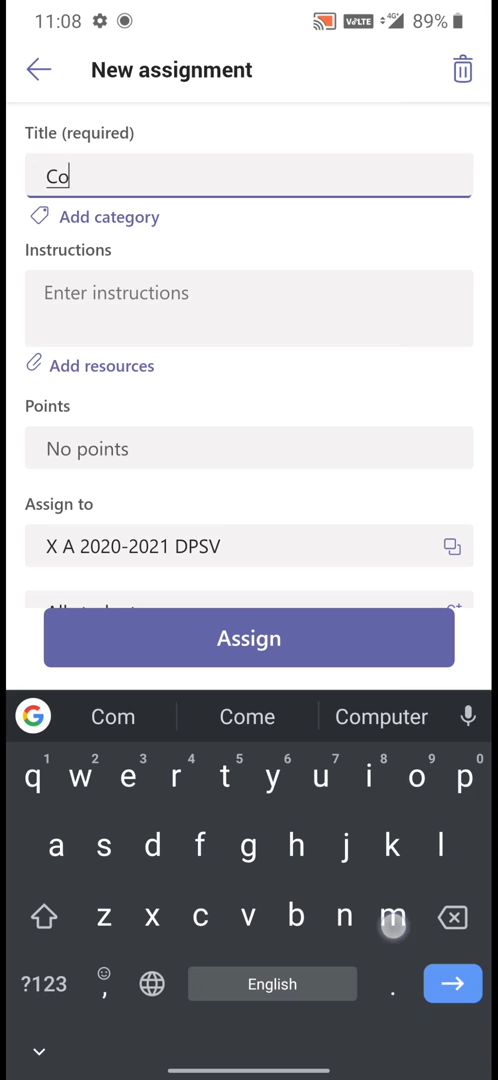 11:08 VoLTE 4G+ 89%
New assignment
Title (required)
Co
Add category
Instructions
Enter instructions
Add resources
Points
No points
Assign to
X A 2020-2021 DPSV
Assign
G Com Come Computer
1 2 3 4 5 6 7 8 9 0
q w e r t y u i o p
a s d f g h j k l
z x c v b n m
?123 , English .